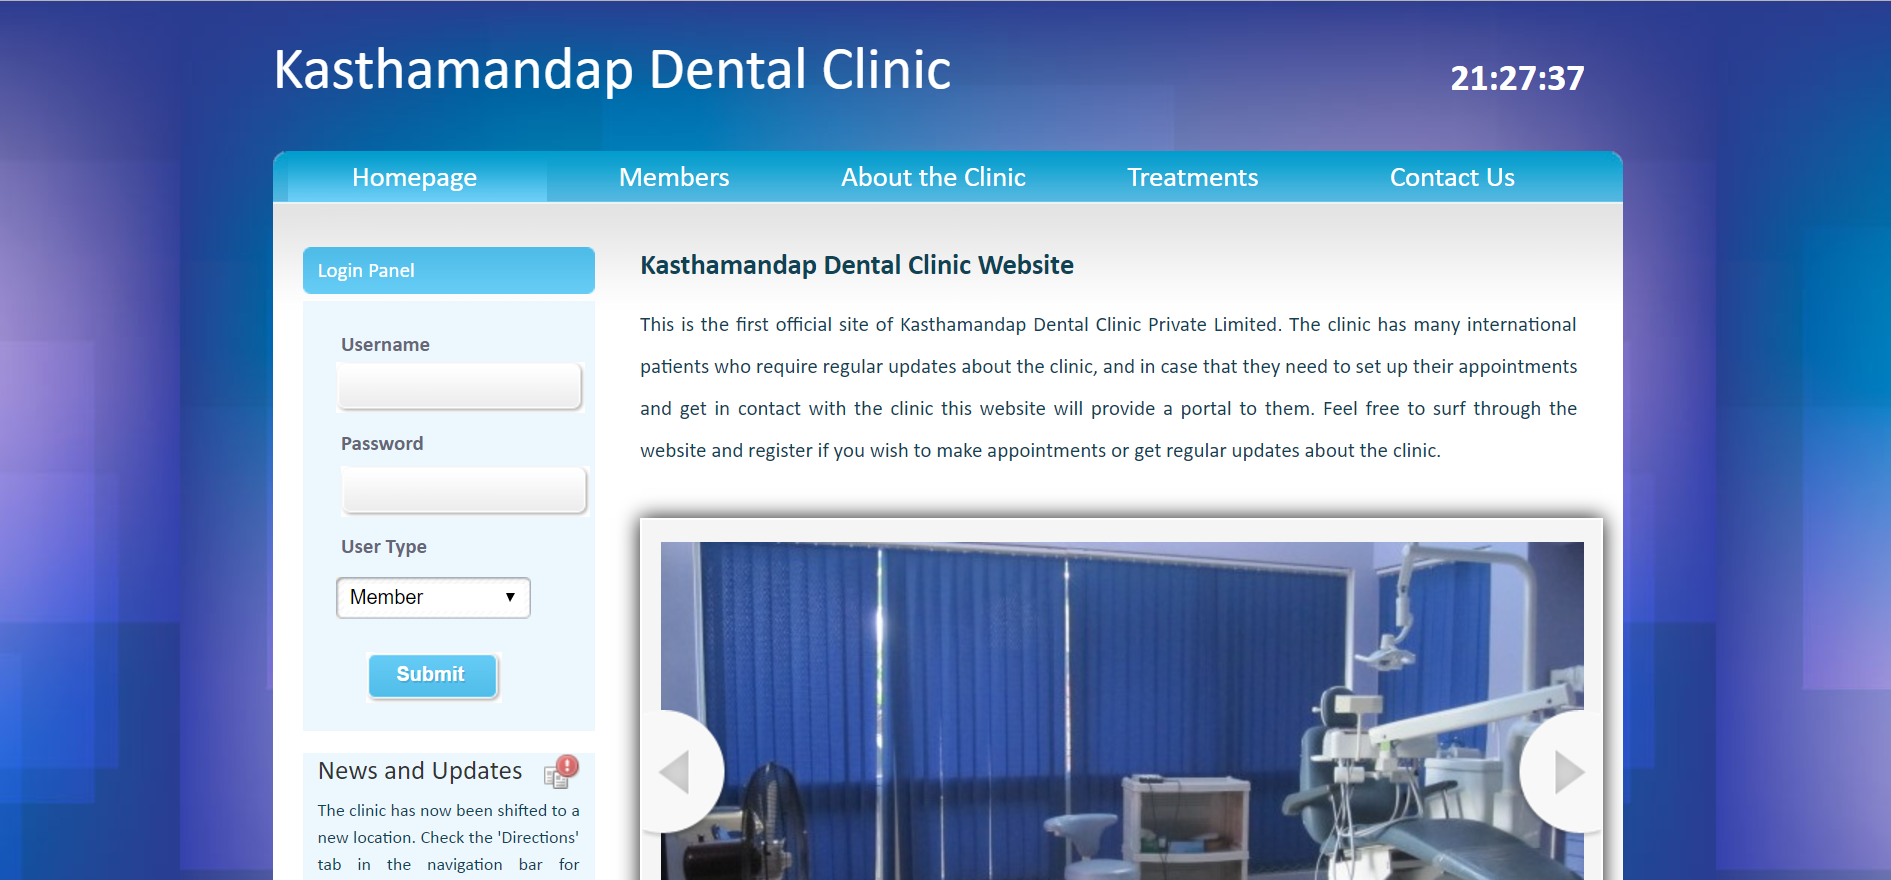 Kasthamandap Dental Clinic
21:27:37
Homepage
Members
About the Clinic
Treatments
Contact Us
Login Panel
Username
Password
User Type
Member
Submit
News and Updates
The clinic has now been shifted to a
new location. Check the 'Directions'
tab in the navigation bar for
Kasthamandap Dental Clinic Website
This is the first official site of Kasthamandap Dental Clinic Private Limited. The clinic has many international
patients who require regular updates about the clinic, and in case that they need to set up their appointments
and get in contact with the clinic this website will provide a portal to them. Feel free to surf through the
website and register if you wish to make appointments or get regular updates about the clinic.